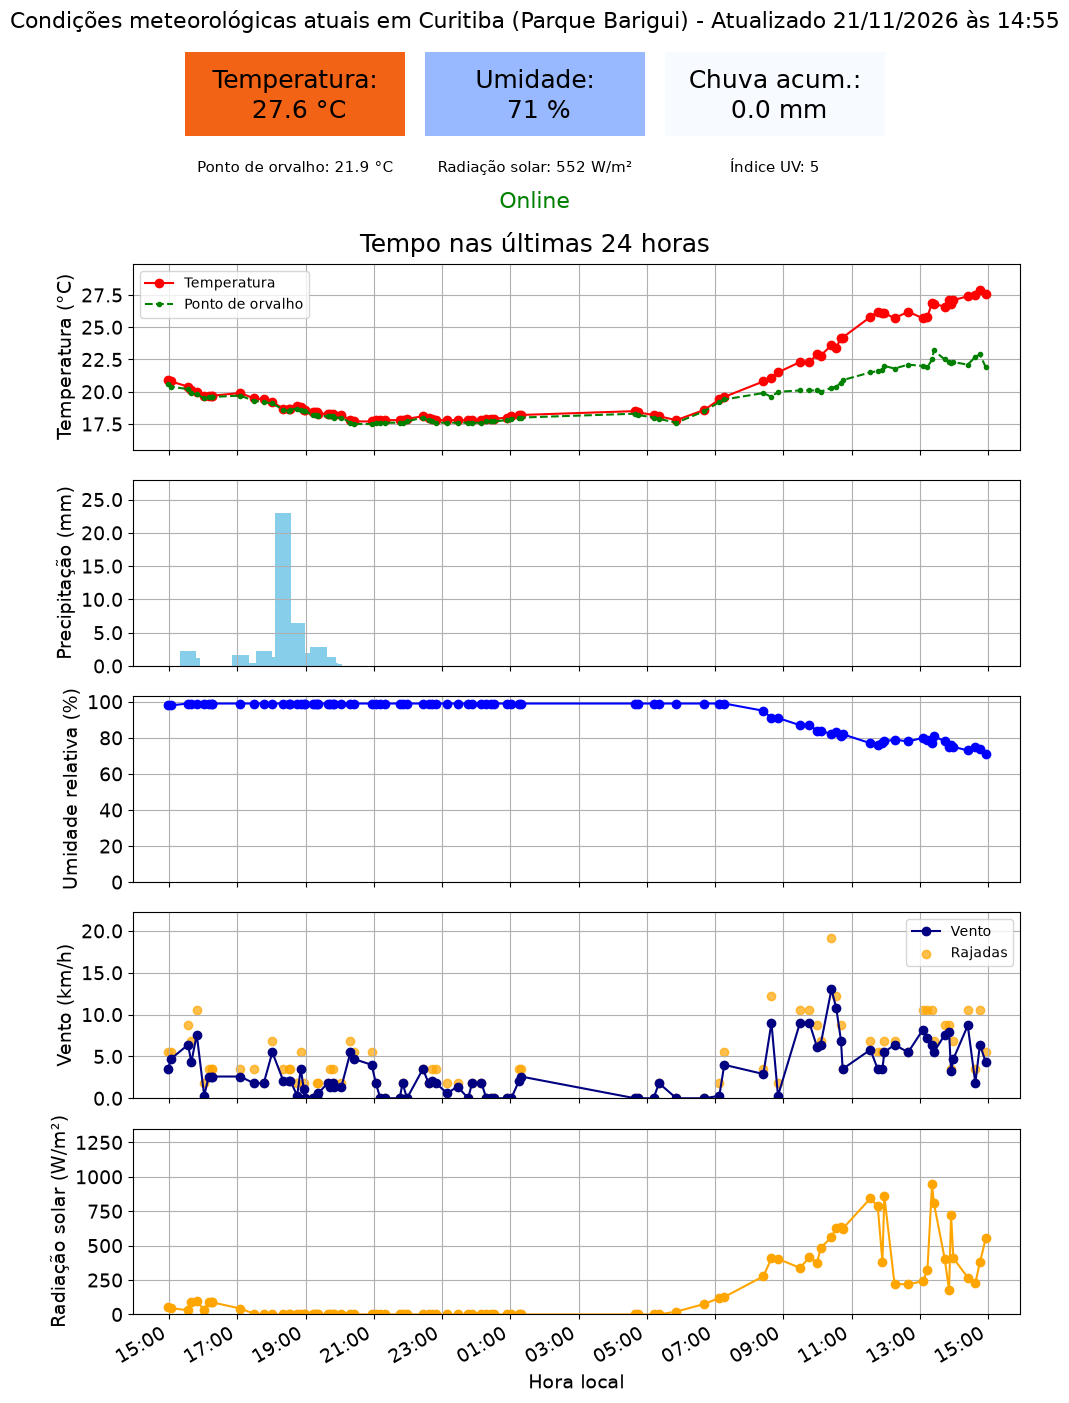 Condições meteorológicas atuais em Curitiba (Parque Barigui) - Atualizado 21/11/2026 às 14:55
Temperatura:
27.6 °C
Umidade:
71 %
Chuva acum.:
0.0 mm
Ponto de orvalho: 21.9 °C
Radiação solar: 552 W/m²
Índice UV: 5
Online
Tempo nas últimas 24 horas
Temperatura (°C)
27.5
25.0
22.5
20.0
17.5
Temperatura
Ponto de orvalho
Precipitação (mm)
25.0
20.0
15.0
10.0
5.0
0.0
Umidade relativa (%)
100
80
60
40
20
0
Vento (km/h)
20.0
15.0
10.0
5.0
0.0
Vento
Rajadas
Radiação solar (W/m²)
1250
1000
750
500
250
0
15:00
17:00
19:00
21:00
23:00
01:00
03:00
05:00
07:00
09:00
11:00
13:00
15:00
Hora local